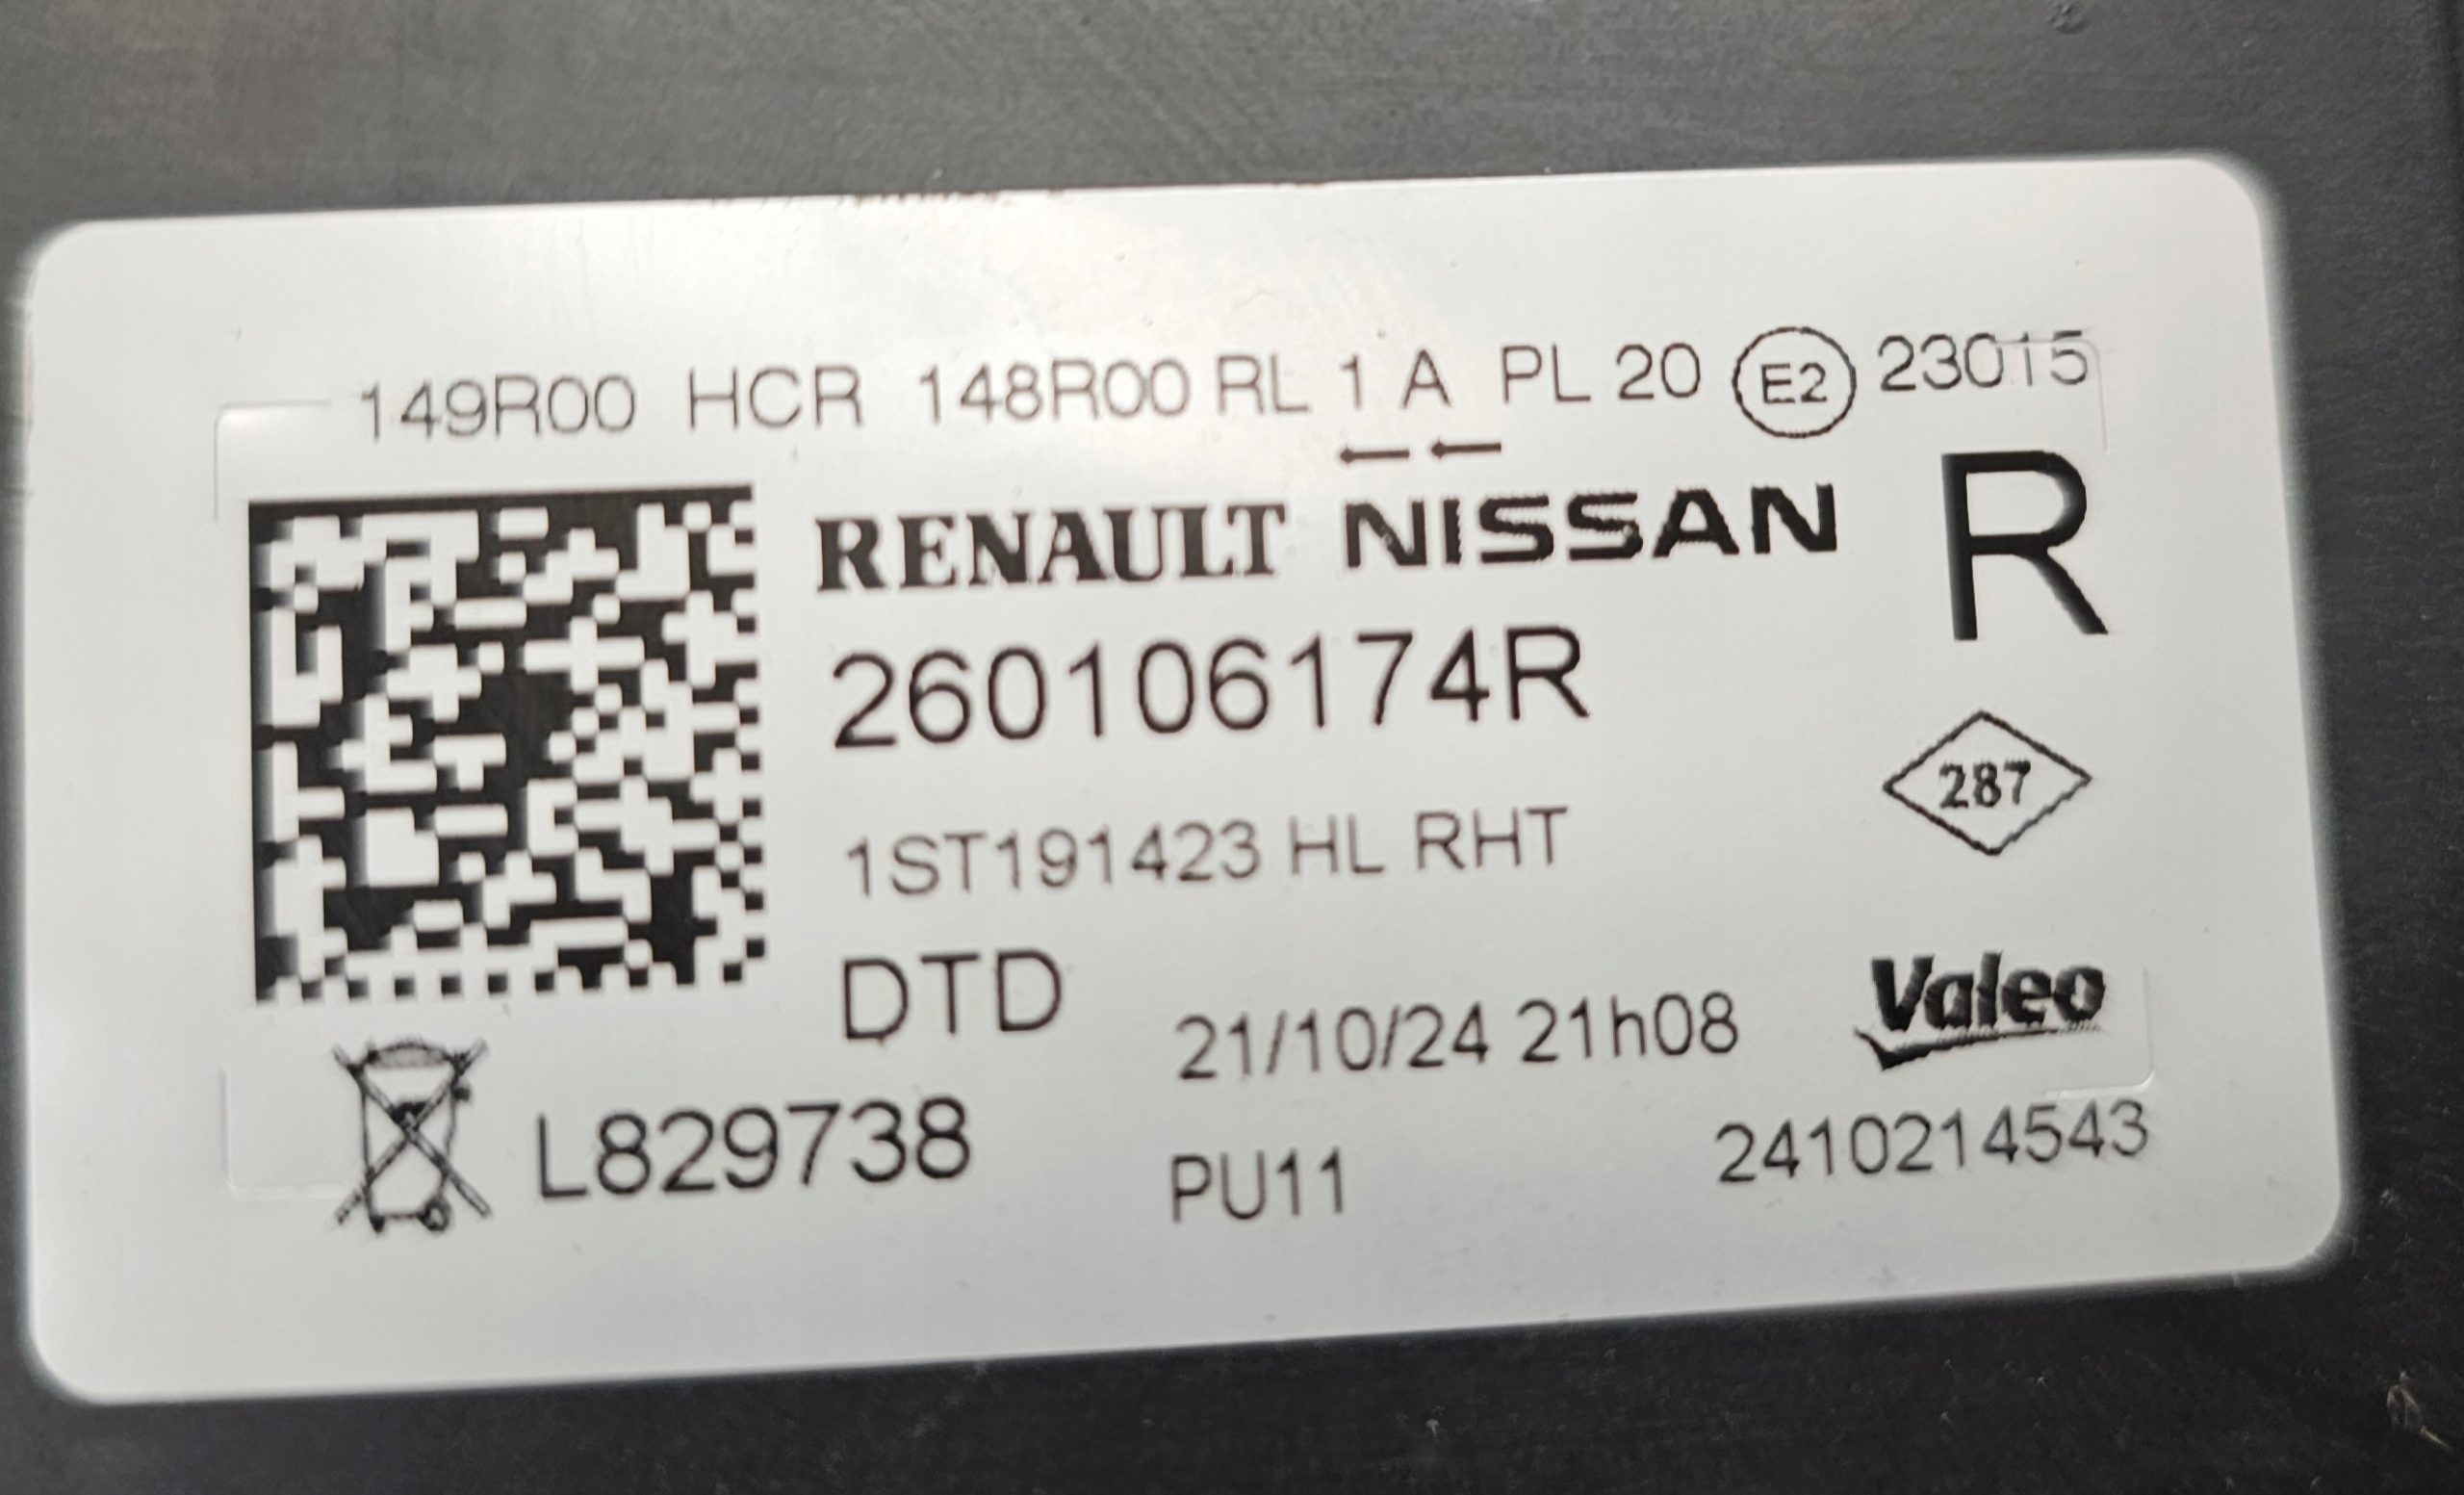 149R00 HCR 148R00 RL 1 A PL 20 E2 23015
← ←
RENAULT NISSAN R
260106174R
287
1ST191423 HL RHT
DTD 21/10/24 21h08 Valeo
L829738 PU11 2410214543